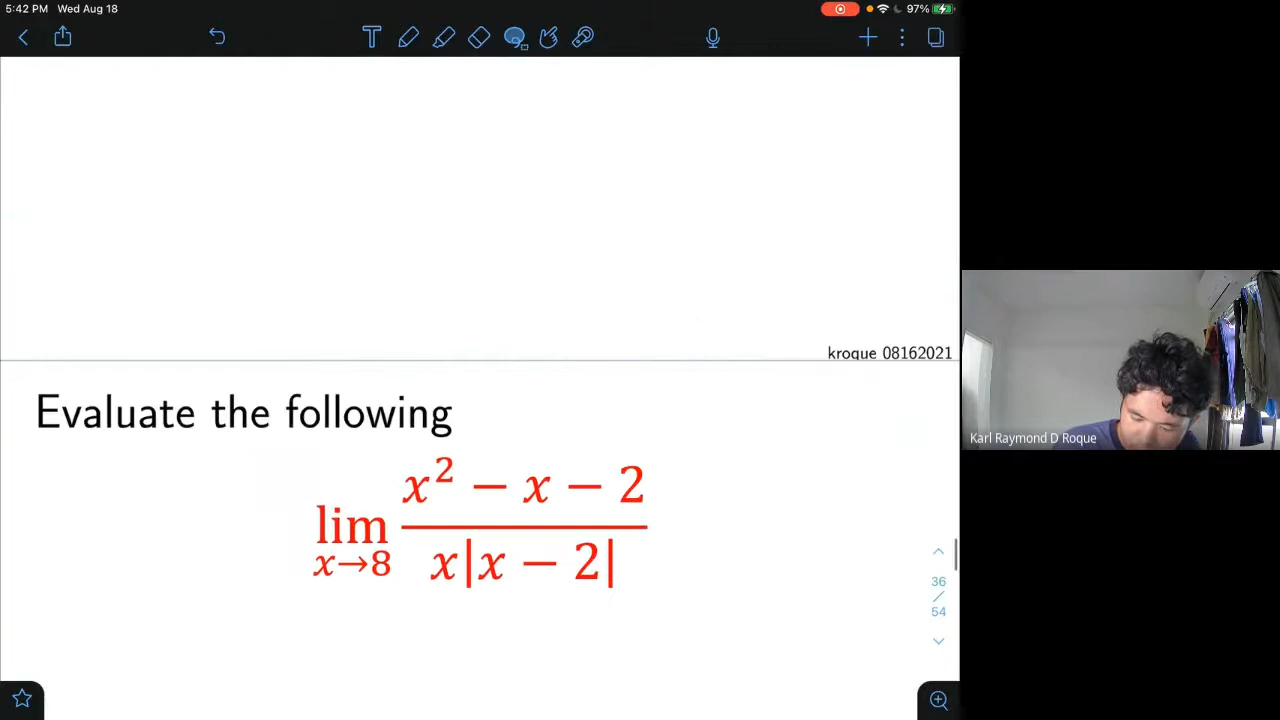 5:42 PM Wed Aug 18
97%
T
kroque 08162021
Evaluate the following
lim x→8 x² − x − 2 / x|x − 2|
36
/
54
Karl Raymond D Roque